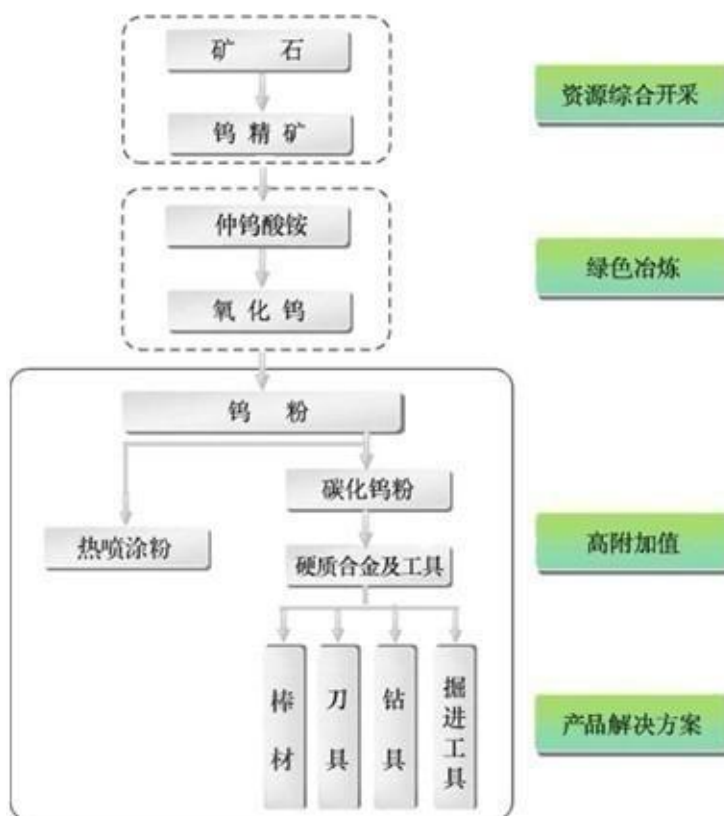 矿 石
资源综合开采
钨精矿
仲钨酸铵
绿色冶炼
氧化钨
钨 粉
碳化钨粉
热喷涂粉
高附加值
硬质合金及工具
棒材
刀具
钻具
掘进工具
产品解决方案